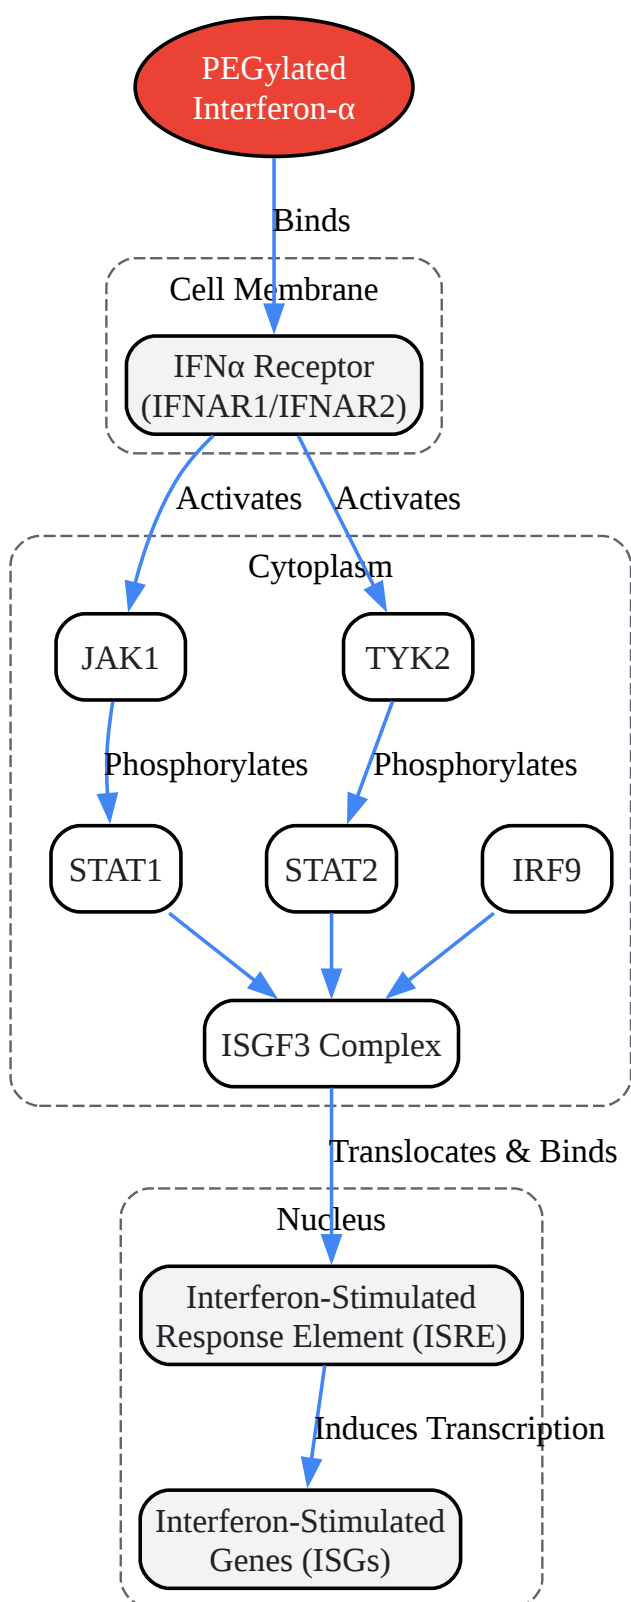 PEGylated
Interferon-α
Binds
Cell Membrane
IFNα Receptor
(IFNAR1/IFNAR2)
Activates
Activates
Cytoplasm
JAK1
TYK2
Phosphorylates
Phosphorylates
STAT1
STAT2
IRF9
ISGF3 Complex
Translocates & Binds
Nucleus
Interferon-Stimulated
Response Element (ISRE)
Induces Transcription
Interferon-Stimulated
Genes (ISGs)